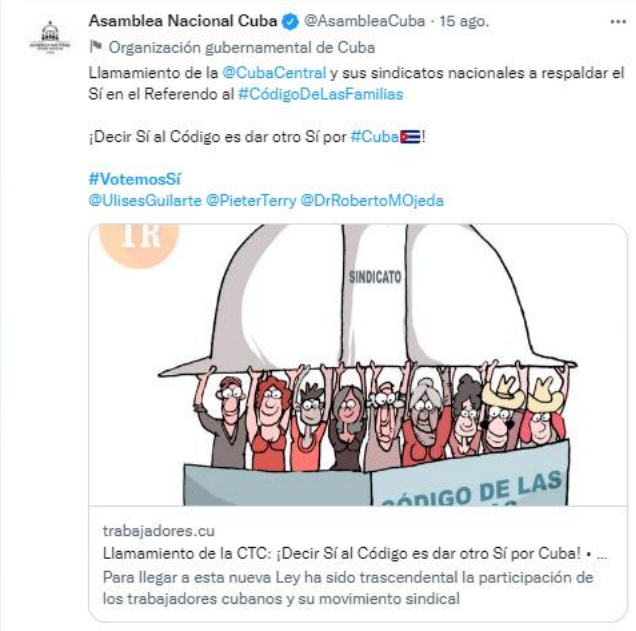 Asamblea Nacional Cuba @AsambleaCuba · 15 ago.
Organización gubernamental de Cuba
Llamamiento de la @CubaCentral y sus sindicatos nacionales a respaldar el
Sí en el Referendo al #CódigoDeLasFamilias
¡Decir Sí al Código es dar otro Sí por #Cuba🇨🇺!
#VotemosSí
@UlisesGuilarte @PieterTerry @DrRobertoMOjeda
TR
SINDICATO
CÓDIGO DE LAS
trabajadores.cu
Llamamiento de la CTC: ¡Decir Sí al Código es dar otro Sí por Cuba! • ...
Para llegar a esta nueva Ley ha sido trascendental la participación de
los trabajadores cubanos y su movimiento sindical